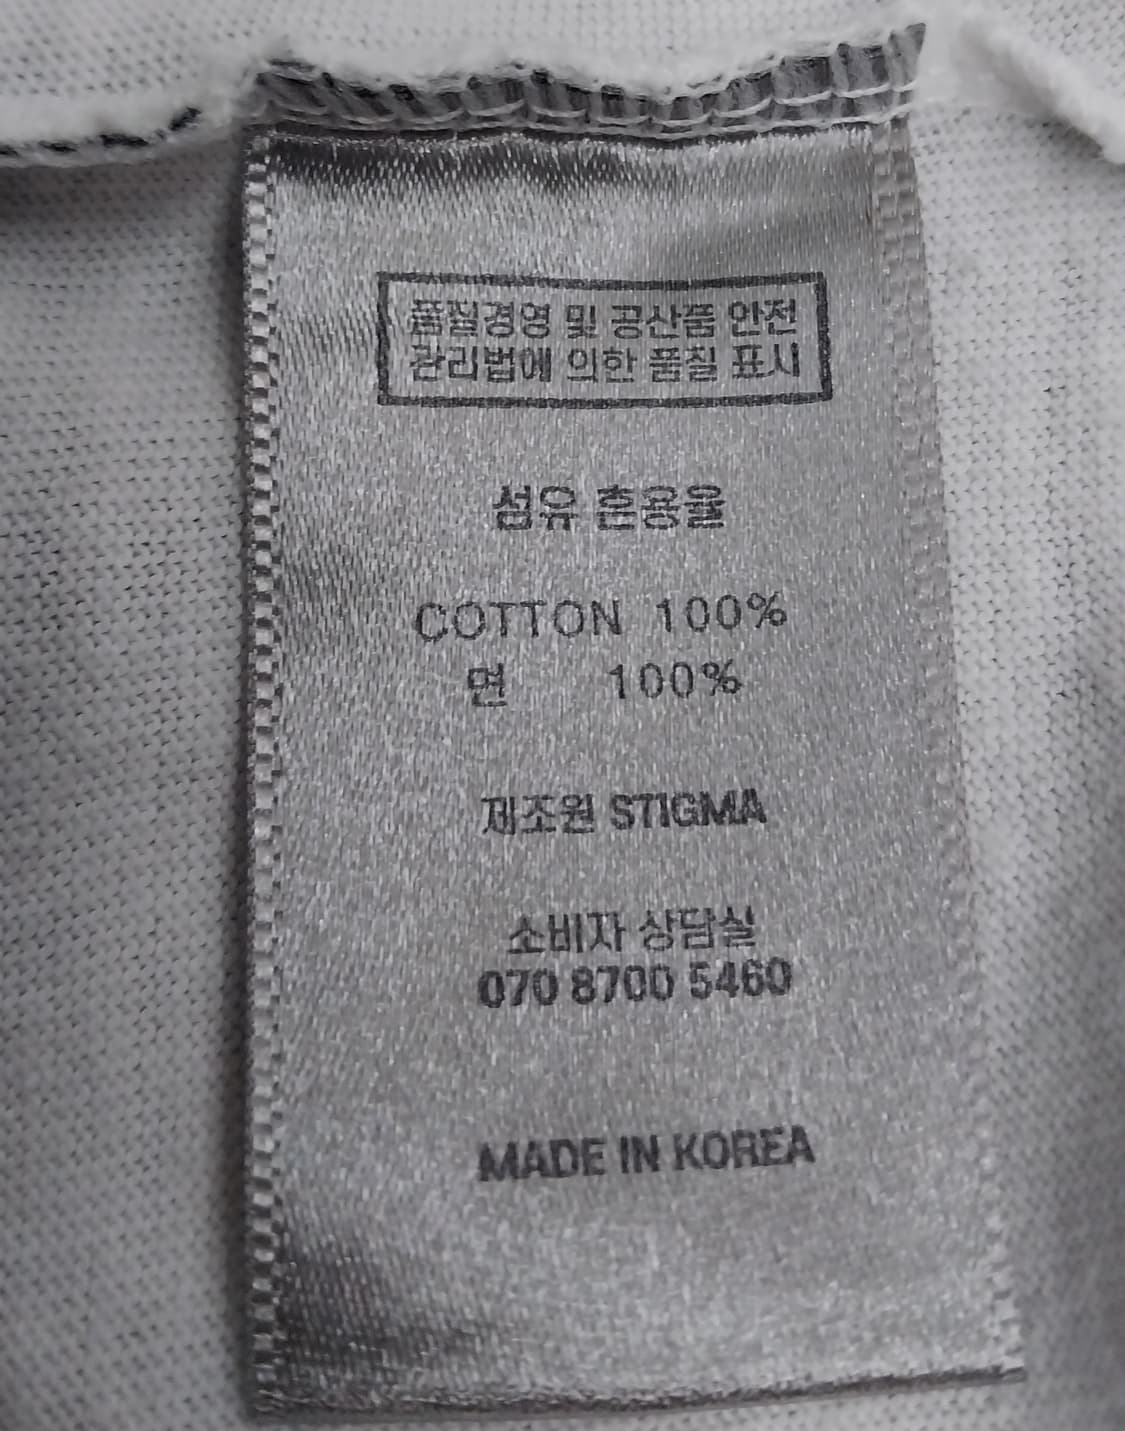 품질경영 및 공산품 안전
관리법에 의한 품질 표시
섬유 혼용율
COTTON 100%
면 100%
제조원 STIGMA
소비자 상담실
070 8700 5460
MADE IN KOREA